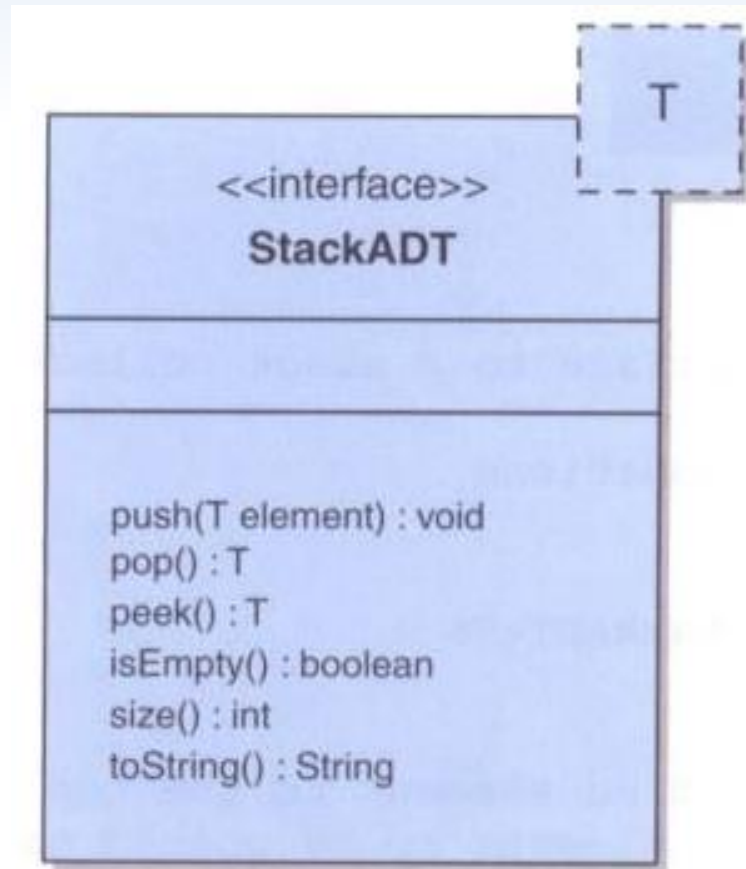 T
<<interface>>
StackADT
push(T element) : void
pop() : T
peek() : T
isEmpty() : boolean
size() : int
toString() : String